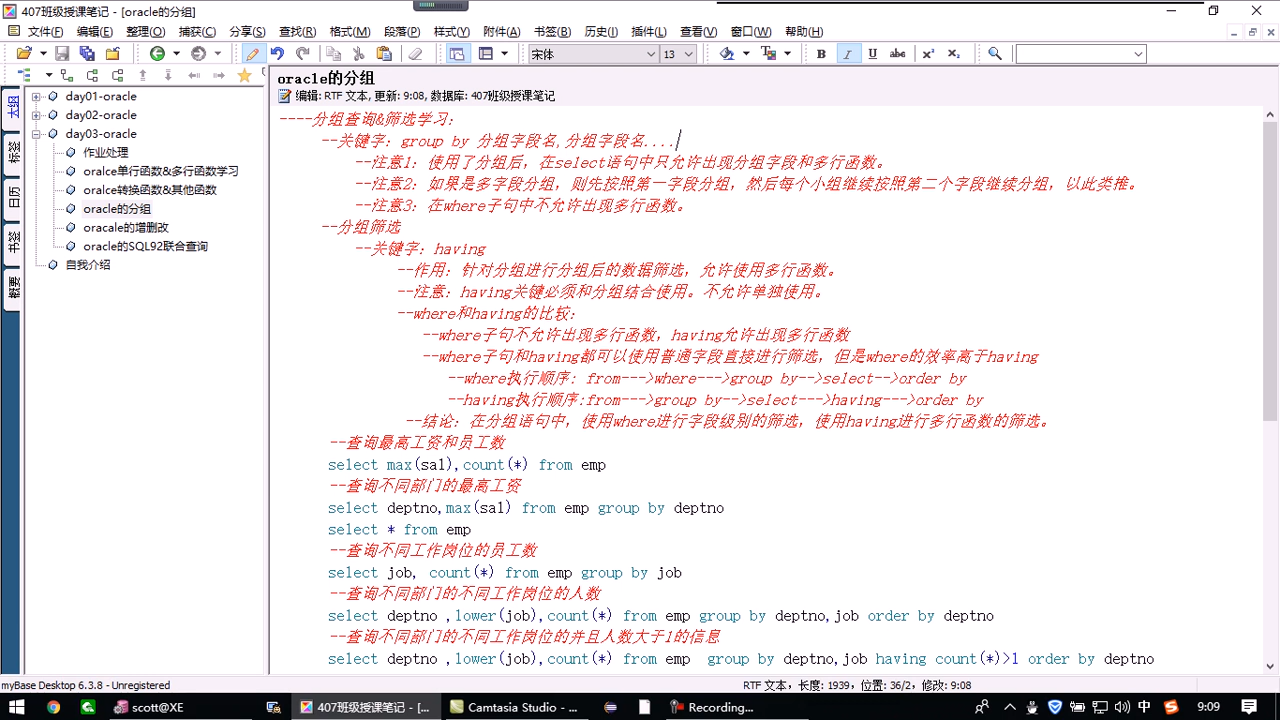 407班级授课笔记 - [oracle的分组]
文件(F) 编辑(E) 整理(O) 捕获(C) 分享(S) 查找(R) 格式(M) 段落(P) 样式(Y) 附件(A) 书签(B) 历史(I) 插件(L) 查看(V) 窗口(W) 帮助(H)
宋体 13 B I U abc x² x₂
oracle的分组
编辑: RTF 文本, 更新: 9:08, 数据库: 407班级授课笔记
大纲
标签
日历
书签
概要
day01-oracle
day02-oracle
day03-oracle
作业处理
oralce单行函数&多行函数学习
oralce转换函数&其他函数
oracle的分组
oracale的增删改
oracle的SQL92联合查询
自我介绍
----分组查询&筛选学习:
--关键字: group by 分组字段名,分组字段名....
--注意1: 使用了分组后, 在select语句中只允许出现分组字段和多行函数。
--注意2: 如果是多字段分组, 则先按照第一字段分组, 然后每个小组继续按照第二个字段继续分组, 以此类推。
--注意3: 在where子句中不允许出现多行函数。
--分组筛选
--关键字: having
--作用: 针对分组进行分组后的数据筛选, 允许使用多行函数。
--注意: having关键必须和分组结合使用。不允许单独使用。
--where和having的比较:
--where子句不允许出现多行函数, having允许出现多行函数
--where子句和having都可以使用普通字段直接进行筛选, 但是where的效率高于having
--where执行顺序: from--->where--->group by-->select-->order by
--having执行顺序:from--->group by-->select--->having--->order by
--结论: 在分组语句中, 使用where进行字段级别的筛选, 使用having进行多行函数的筛选。
--查询最高工资和员工数
select max(sal),count(*) from emp
--查询不同部门的最高工资
select deptno,max(sal) from emp group by deptno
select * from emp
--查询不同工作岗位的员工数
select job, count(*) from emp group by job
--查询不同部门的不同工作岗位的人数
select deptno ,lower(job),count(*) from emp group by deptno,job order by deptno
--查询不同部门的不同工作岗位的并且人数大于1的信息
select deptno ,lower(job),count(*) from emp  group by deptno,job having count(*)>1 order by deptno
myBase Desktop 6.3.8 - Unregistered
RTF 文本, 长度: 1939, 位置: 36/2, 修改: 9:08
scott@XE
407班级授课笔记 - [...
Camtasia Studio - ...
Recording...
中
9:09